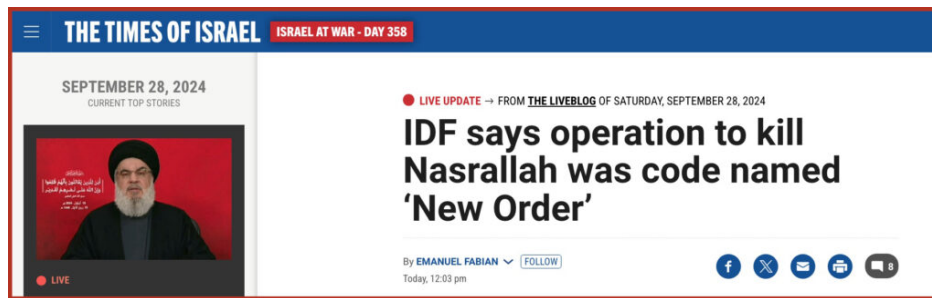 THE TIMES OF ISRAEL
ISRAEL AT WAR - DAY 358
SEPTEMBER 28, 2024
CURRENT TOP STORIES
LIVE
LIVE UPDATE → FROM THE LIVEBLOG OF SATURDAY, SEPTEMBER 28, 2024
IDF says operation to kill
Nasrallah was code named
‘New Order’
By EMANUEL FABIAN FOLLOW
Today, 12:03 pm
8